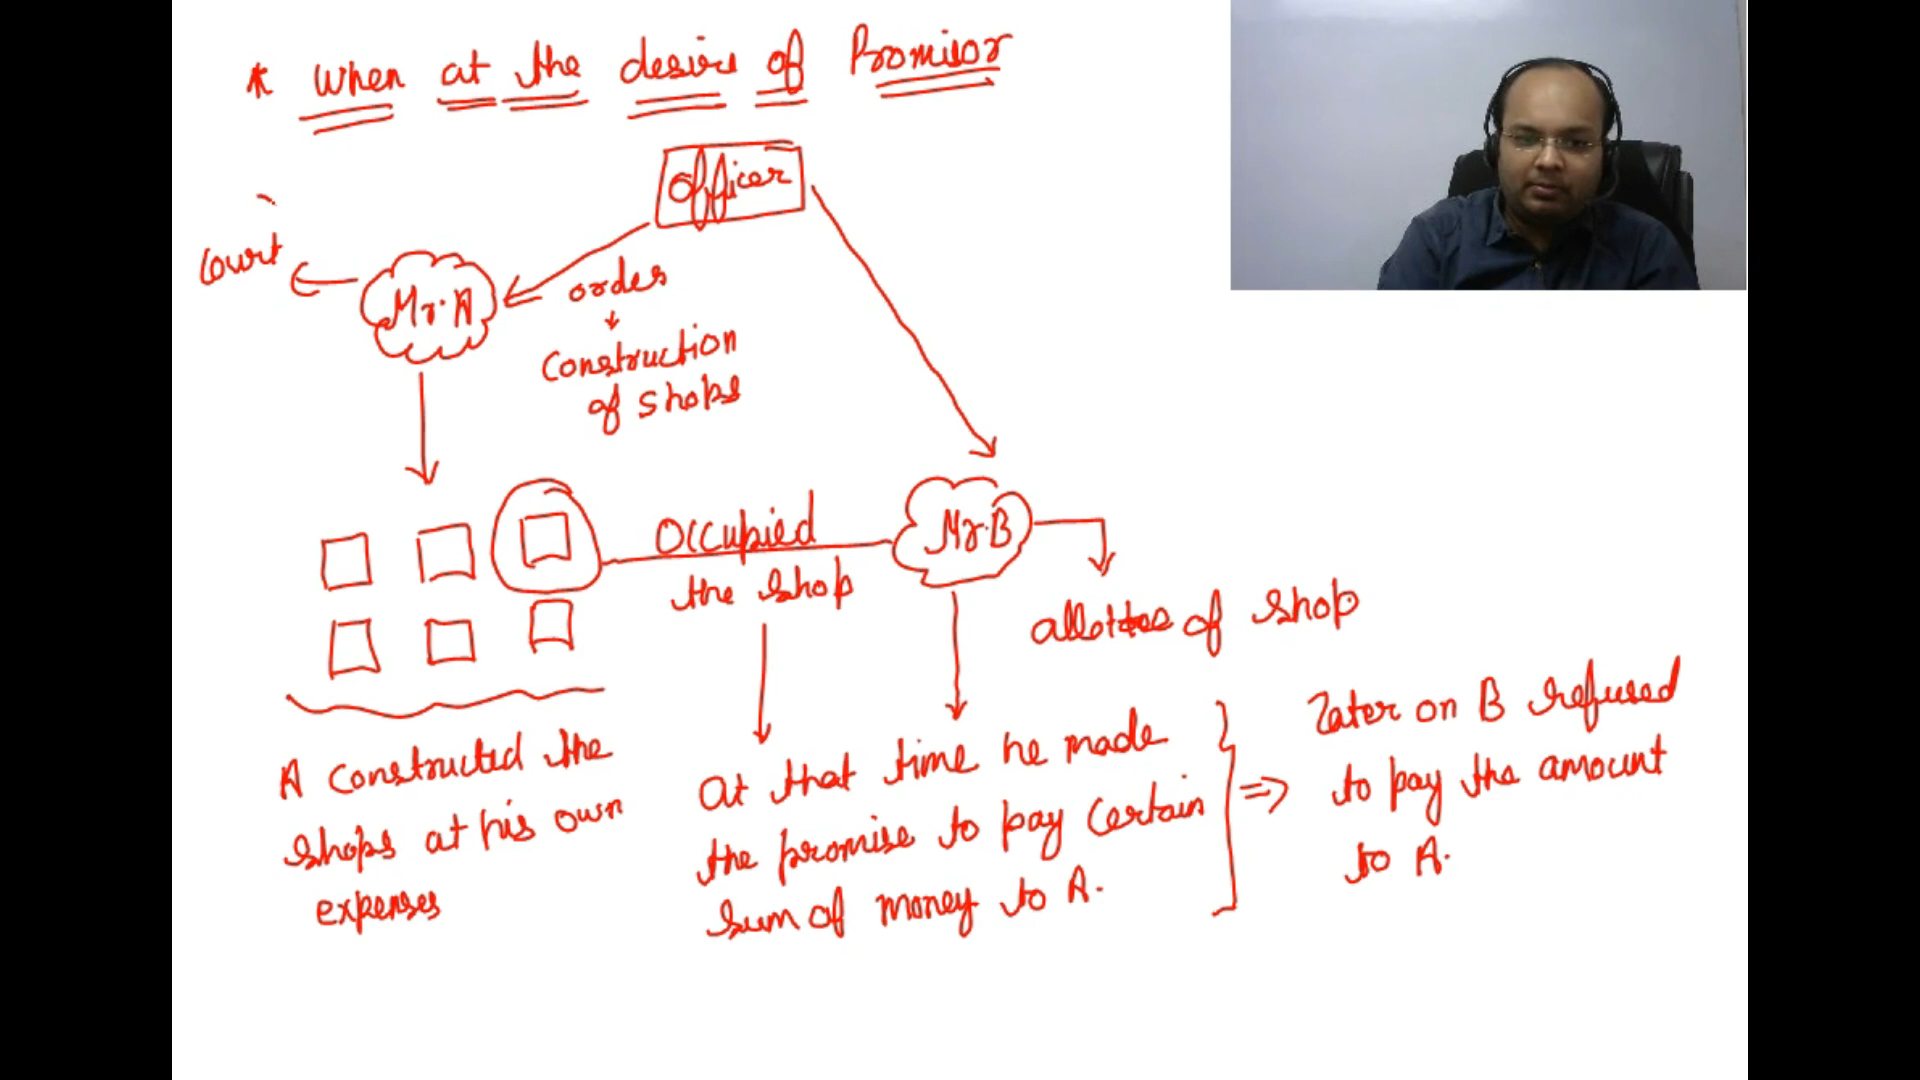 * When at the desire of Promisor
Officer
Court
Mr. A
order
Construction
of shops
Occupied
the shop
Mr. B
allottee of shop
A constructed the
shops at his own
expenses
At that time he made
the promise to pay certain
sum of money to A.
Later on B refused
to pay the amount
to A.